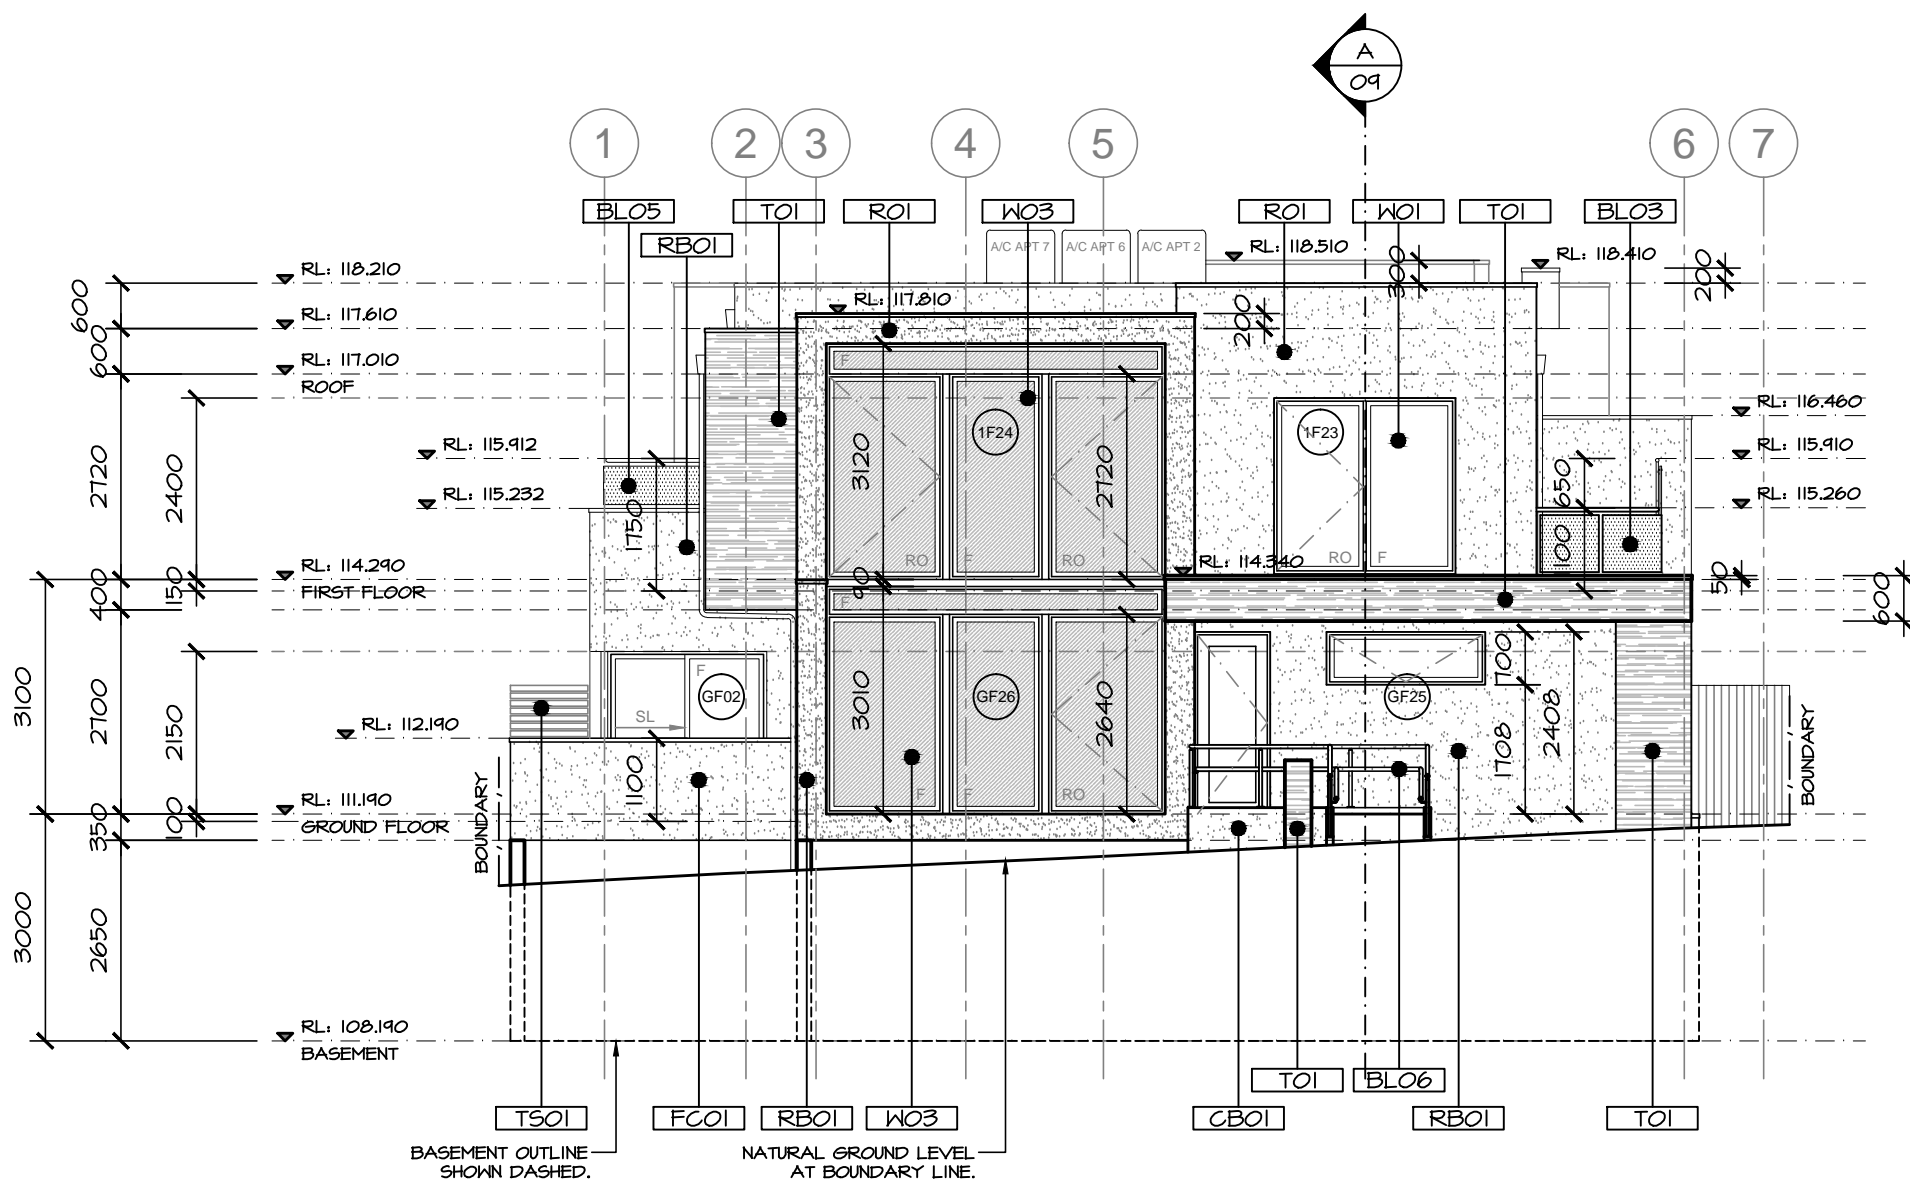 A
09
1
2
3
4
5
6
7
BL05
T01
R01
W03
R01
W01
T01
BL03
RB01
A/C APT 7
A/C APT 6
A/C APT 2
RL: 118.510
RL: 118.410
300
200
RL: 118.210
600
RL: 117.810
RL: 117.610
200
600
RL: 117.010
ROOF
F
RL: 116.460
1F24
1F23
RL: 115.912
RL: 115.910
2720
2400
3120
2720
650
RL: 115.232
RL: 115.260
1750
1100
RO
F
RO
RO
F
RL: 114.290
FIRST FLOOR
RL: 114.340
400
150
90
50
600
F
GF02
F
SL
GF26
GF25
700
3100
2700
2150
3010
2640
1708
2408
RL: 112.190
BOUNDARY
BOUNDARY
1100
F
F
RO
RL: 111.190
GROUND FLOOR
350
100
3000
2650
RL: 108.190
BASEMENT
T01
BL06
TS01
FC01
RB01
W03
CB01
RB01
T01
BASEMENT OUTLINE
SHOWN DASHED.
NATURAL GROUND LEVEL
AT BOUNDARY LINE.